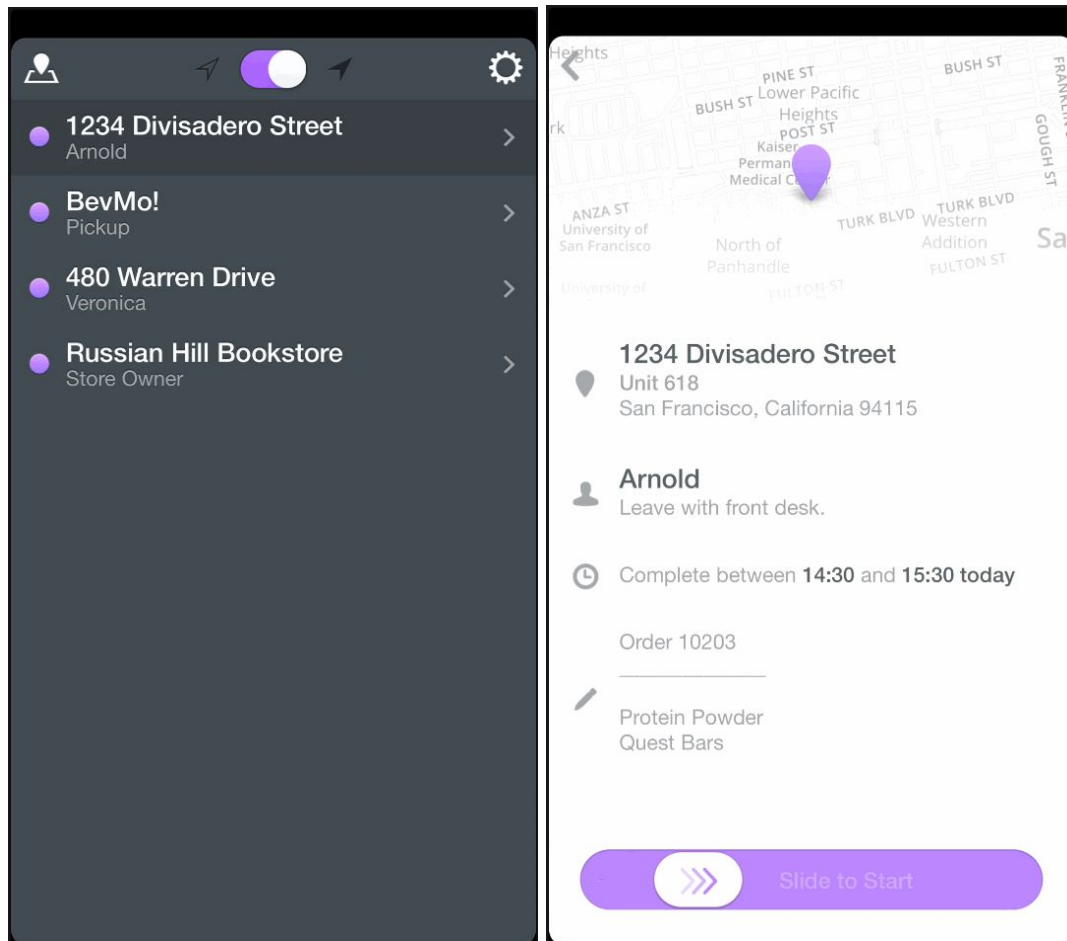 1234 Divisadero Street
Arnold
BevMo!
Pickup
480 Warren Drive
Veronica
Russian Hill Bookstore
Store Owner
Heights
PINE ST
BUSH ST
BUSH ST
Lower Pacific
Heights
POST ST
rk
Kaiser
Medical
GOUGH ST
ANZA ST
TURK BLVD
TURK BLVD
University of
San Francisco
Western
Addition
Sa
North of
Panhandle
FULTON ST
University of
FULTON ST
1234 Divisadero Street
Unit 618
San Francisco, California 94115
Arnold
Leave with front desk.
Complete between 14:30 and 15:30 today
Order 10203
Protein Powder
Quest Bars
Slide to Start